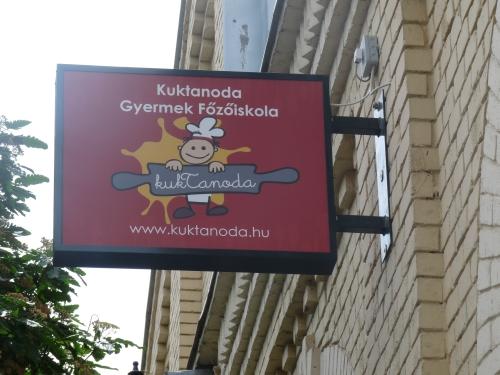 Kuktanoda
Gyermek Főzőiskola
kukTanoda
www.kuktanoda.hu